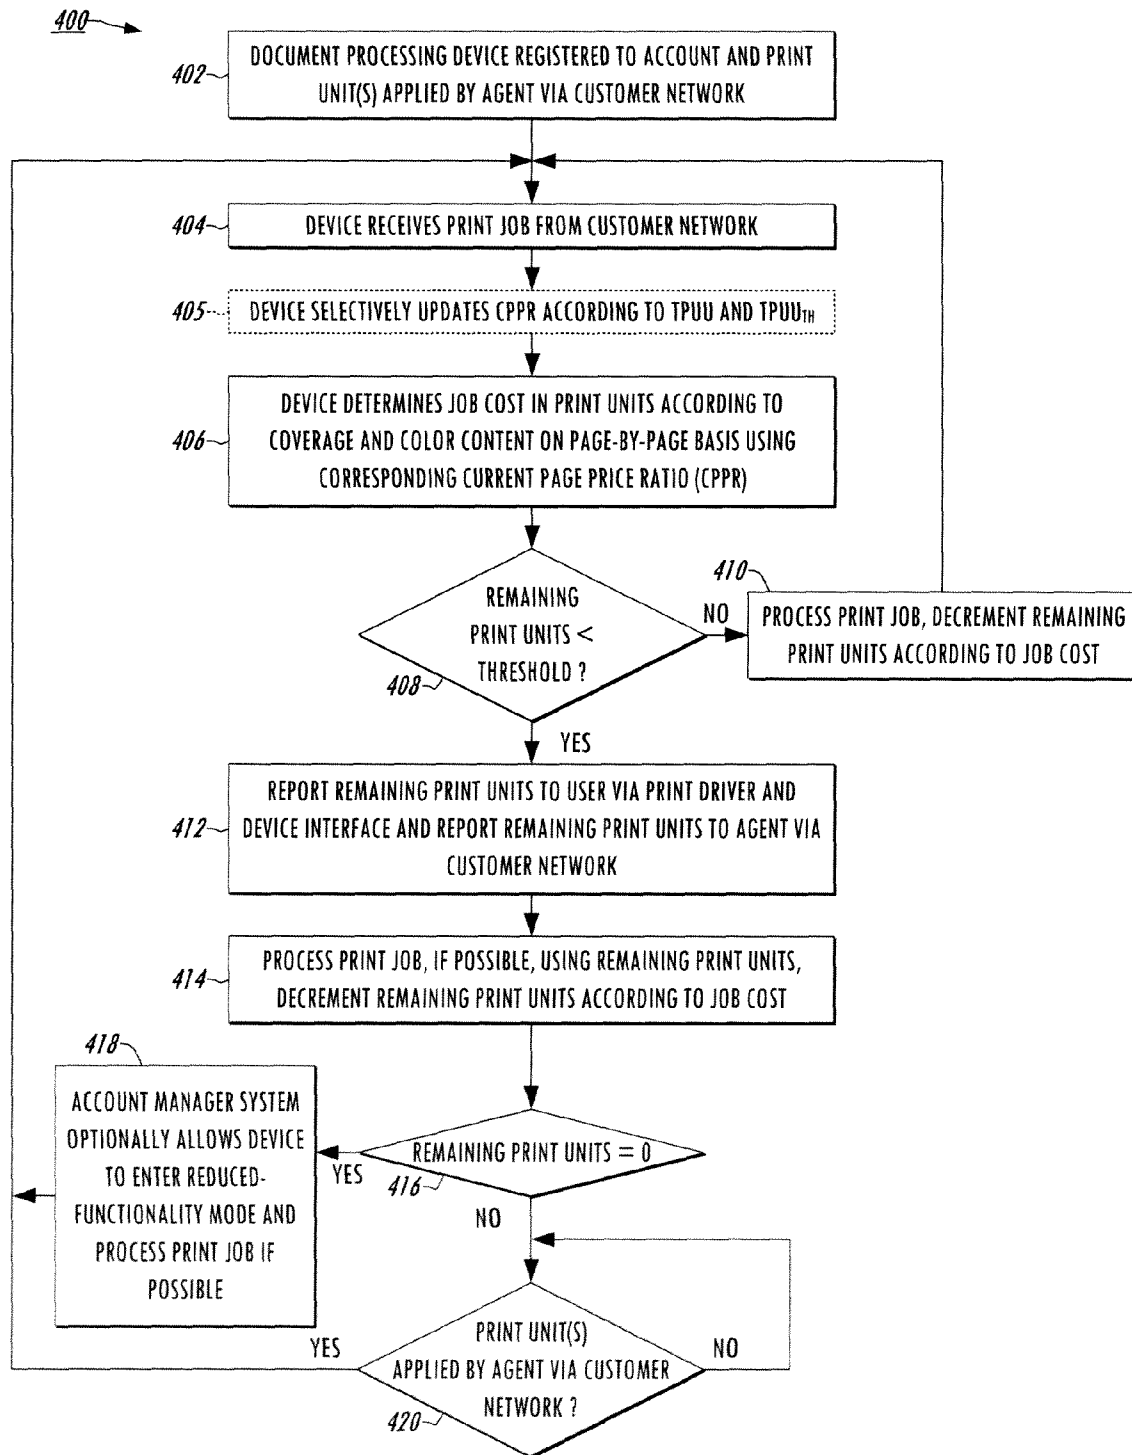 400
402
DOCUMENT PROCESSING DEVICE REGISTERED TO ACCOUNT AND PRINT
UNIT(S) APPLIED BY AGENT VIA CUSTOMER NETWORK
404
DEVICE RECEIVES PRINT JOB FROM CUSTOMER NETWORK
405
DEVICE SELECTIVELY UPDATES CPPR ACCORDING TO TPUU AND TPUUTH
406
DEVICE DETERMINES JOB COST IN PRINT UNITS ACCORDING TO
COVERAGE AND COLOR CONTENT ON PAGE-BY-PAGE BASIS USING
CORRESPONDING CURRENT PAGE PRICE RATIO (CPPR)
REMAINING
PRINT UNITS <
THRESHOLD ?
408
NO
410
PROCESS PRINT JOB, DECREMENT REMAINING
PRINT UNITS ACCORDING TO JOB COST
YES
412
REPORT REMAINING PRINT UNITS TO USER VIA PRINT DRIVER AND
DEVICE INTERFACE AND REPORT REMAINING PRINT UNITS TO AGENT VIA
CUSTOMER NETWORK
414
PROCESS PRINT JOB, IF POSSIBLE, USING REMAINING PRINT UNITS,
DECREMENT REMAINING PRINT UNITS ACCORDING TO JOB COST
REMAINING PRINT UNITS = 0
416
YES
418
ACCOUNT MANAGER SYSTEM
OPTIONALLY ALLOWS DEVICE
TO ENTER REDUCED-
FUNCTIONALITY MODE AND
PROCESS PRINT JOB IF
POSSIBLE
NO
PRINT UNIT(S)
APPLIED BY AGENT VIA CUSTOMER
NETWORK ?
420
YES
NO